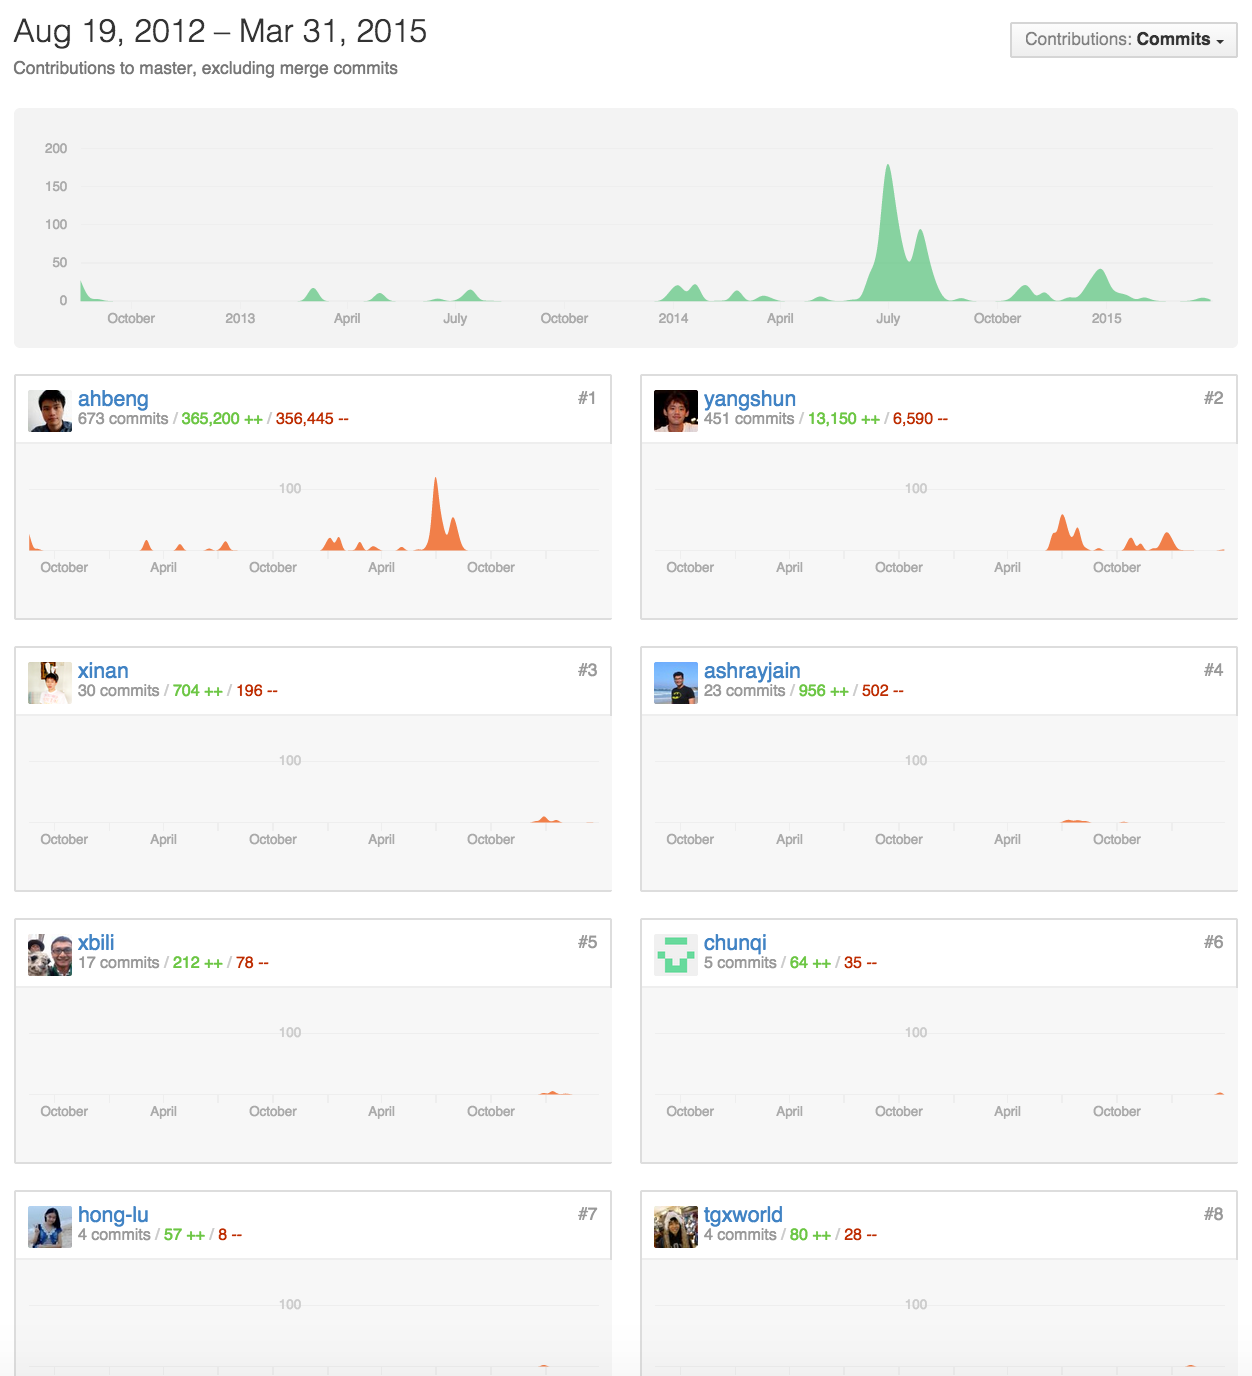 Aug 19, 2012 – Mar 31, 2015
Contributions: Commits
Contributions to master, excluding merge commits
200
150
100
50
0
October 2013 April July October 2014 April July October 2015
ahbeng #1
673 commits / 365,200 ++ / 356,445 --
100
October April October April October
yangshun #2
451 commits / 13,150 ++ / 6,590 --
100
October April October April October
xinan #3
30 commits / 704 ++ / 196 --
100
October April October April October
ashrayjain #4
23 commits / 956 ++ / 502 --
100
October April October April October
xbili #5
17 commits / 212 ++ / 78 --
100
October April October April October
chunqi #6
5 commits / 64 ++ / 35 --
100
October April October April October
hong-lu #7
4 commits / 57 ++ / 8 --
100
tgxworld #8
4 commits / 80 ++ / 28 --
100